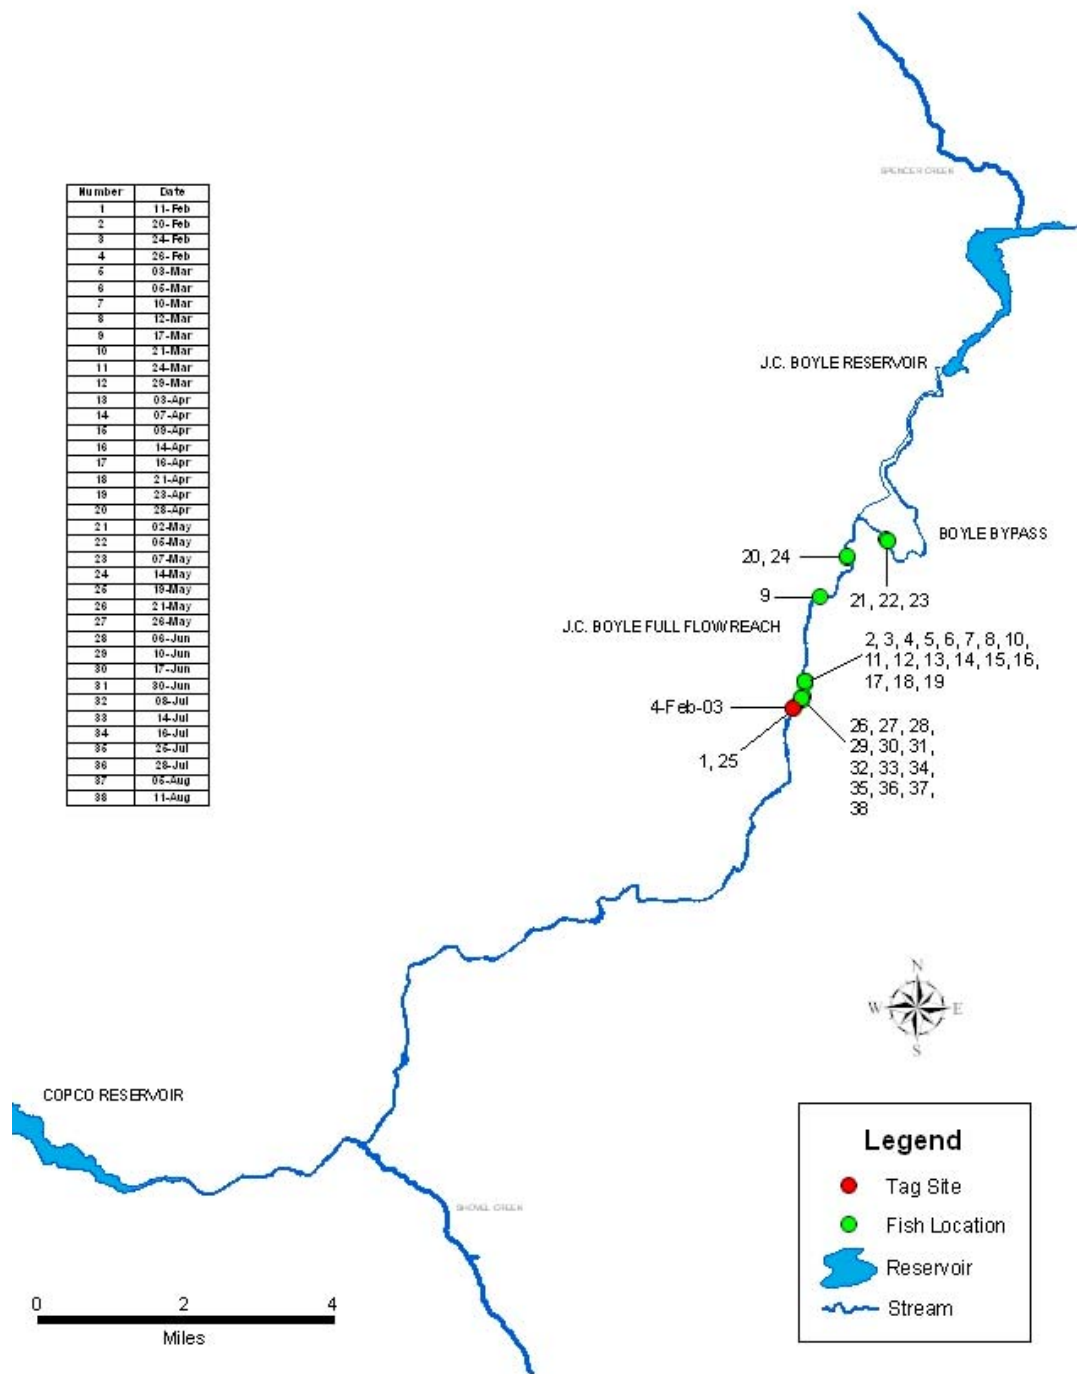 SPENCER CREEK
Number Date
1 11-Feb
2 20-Feb
3 24-Feb
4 26-Feb
5 03-Mar
6 05-Mar
7 10-Mar
8 12-Mar
9 17-Mar
10 21-Mar
11 24-Mar
12 29-Mar
13 03-Apr
14 07-Apr
15 09-Apr
16 14-Apr
17 16-Apr
18 21-Apr
19 23-Apr
20 28-Apr
21 02-May
22 05-May
23 07-May
24 14-May
25 19-May
26 21-May
27 26-May
28 06-Jun
29 10-Jun
30 17-Jun
31 30-Jun
32 08-Jul
33 14-Jul
34 16-Jul
35 25-Jul
36 28-Jul
37 05-Aug
38 11-Aug
J.C. BOYLE RESERVOIR
BOYLE BYPASS
20, 24
9
21, 22, 23
J.C. BOYLE FULL FLOW REACH
2, 3, 4, 5, 6, 7, 8, 10,
11, 12, 13, 14, 15, 16,
17, 18, 19
4-Feb-03
1, 25
26, 27, 28,
29, 30, 31,
32, 33, 34,
35, 36, 37,
38
N
W E
S
COPCO RESERVOIR
SHOVEL CREEK
Legend
Tag Site
Fish Location
Reservoir
Stream
0 2 4
Miles